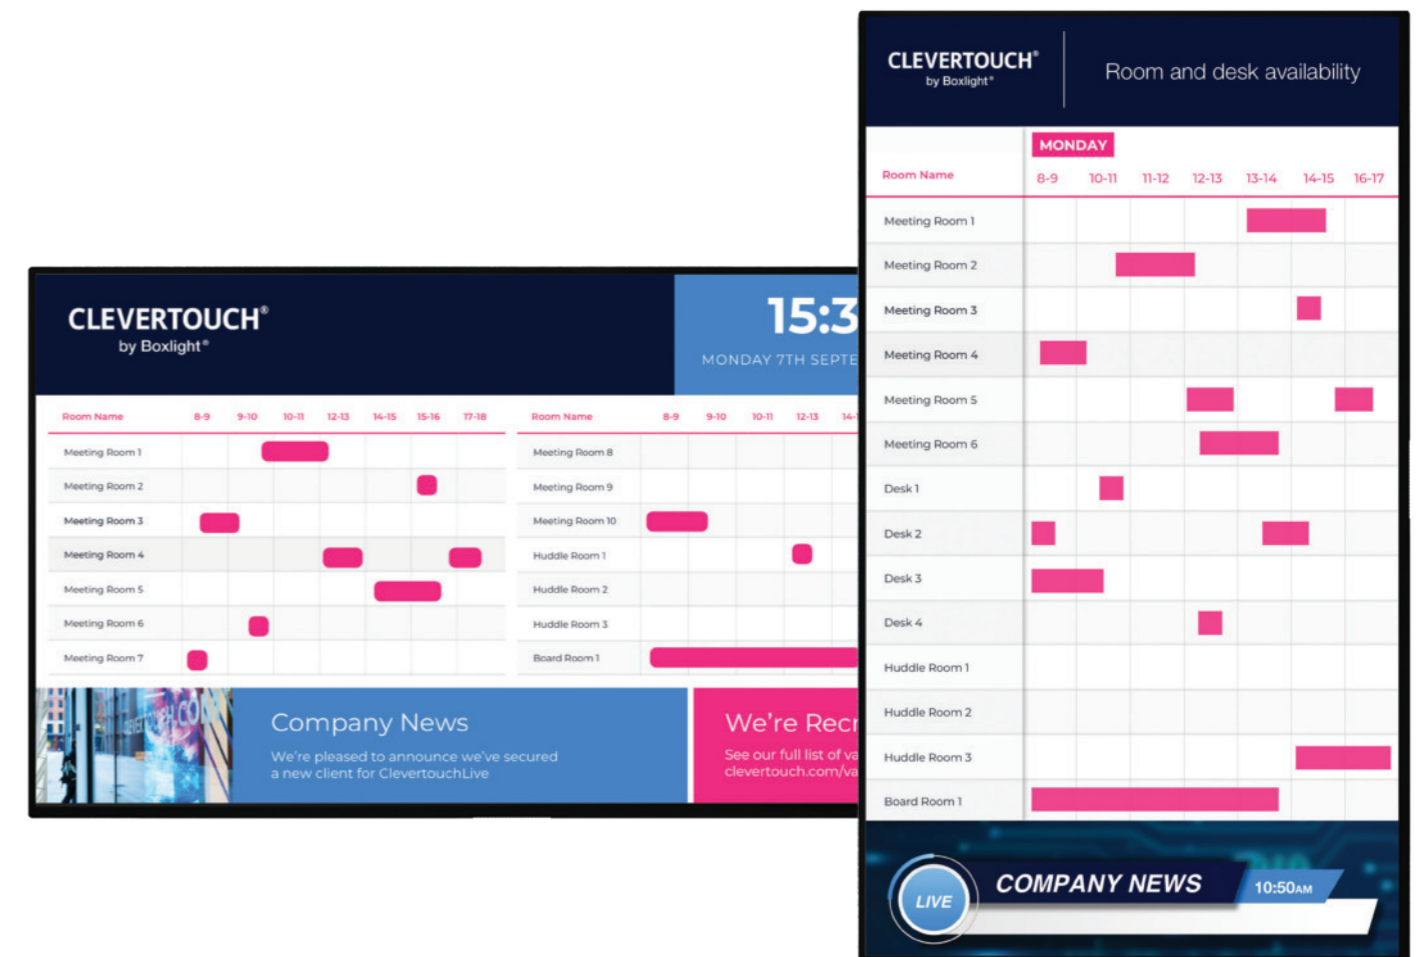 CLEVERTOUCH®
by Boxlight®
15:3
MONDAY 7TH SEPTE
Room Name 8-9 9-10 10-11 12-13 14-15 15-16 17-18
Meeting Room 1
Meeting Room 2
Meeting Room 3
Meeting Room 4
Meeting Room 5
Meeting Room 6
Meeting Room 7
Room Name 8-9 9-10 10-11 12-13 14-1
Meeting Room 8
Meeting Room 9
Meeting Room 10
Huddle Room 1
Huddle Room 2
Huddle Room 3
Board Room 1
Company News
We're pleased to announce we've secured
a new client for ClevertouchLive
We're Recr
See our full list of va
clevertouch.com/va
CLEVERTOUCH®
by Boxlight®
Room and desk availability
MONDAY
Room Name 8-9 10-11 11-12 12-13 13-14 14-15 16-17
Meeting Room 1
Meeting Room 2
Meeting Room 3
Meeting Room 4
Meeting Room 5
Meeting Room 6
Desk 1
Desk 2
Desk 3
Desk 4
Huddle Room 1
Huddle Room 2
Huddle Room 3
Board Room 1
LIVE
COMPANY NEWS
10:50AM